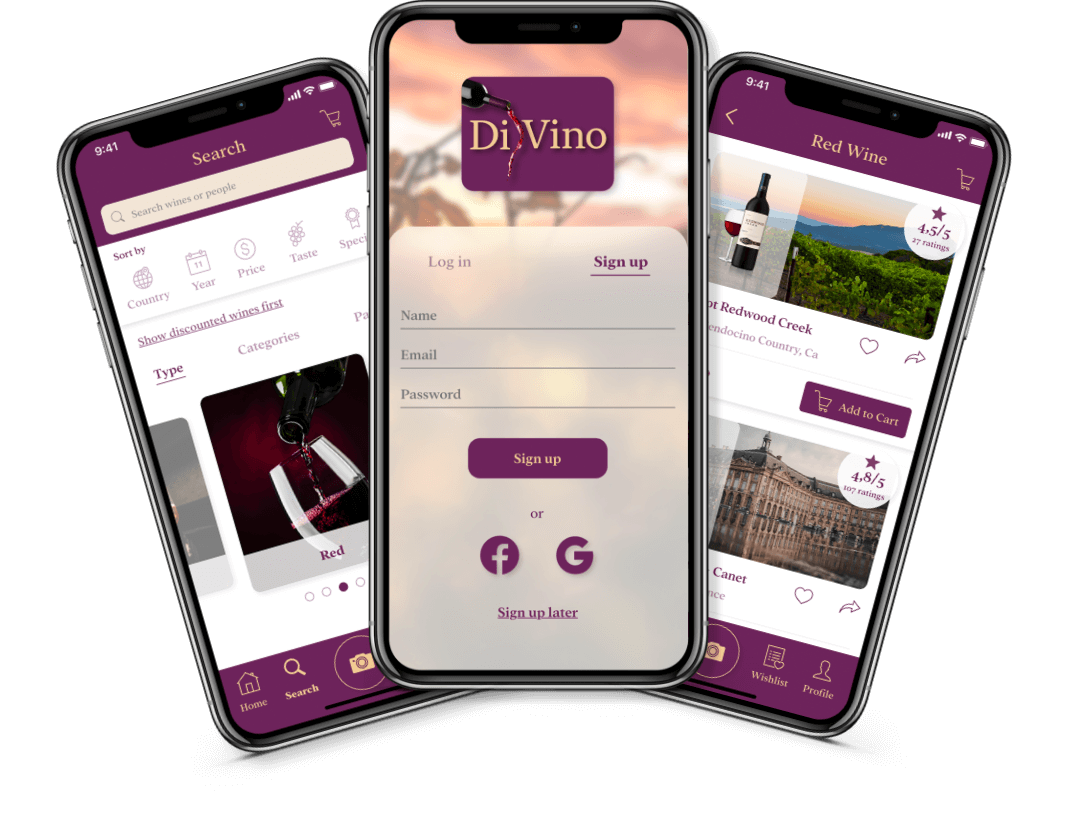 9:41
Search
Search wines or people
Sort by
Country
11
Year
$
Price
Taste
Speci
Show discounted wines first
Type
Categories
Pa
Red
Home
Search
Di Vino
Log in
Sign up
Name
Email
Password
Sign up
or
f
G
Sign up later
9:41
Red Wine
4,5/5
27 ratings
ot Redwood Creek
endocino Country, Ca
Add to Cart
4,8/5
107 ratings
Canet
nce
Wishlist
Profile